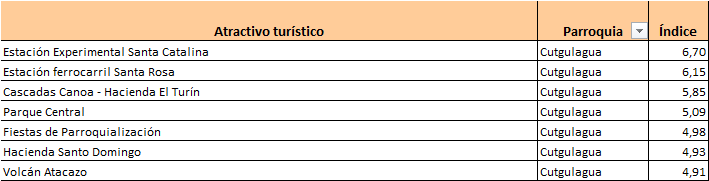 Atractivo turístico Parroquia Índice
Estación Experimental Santa Catalina Cutgulagua 6,70
Estación ferrocarril Santa Rosa Cutgulagua 6,15
Cascadas Canoa - Hacienda El Turín Cutgulagua 5,85
Parque Central Cutgulagua 5,09
Fiestas de Parroquialización Cutgulagua 4,98
Hacienda Santo Domingo Cutgulagua 4,93
Volcán Atacazo Cutgulagua 4,91